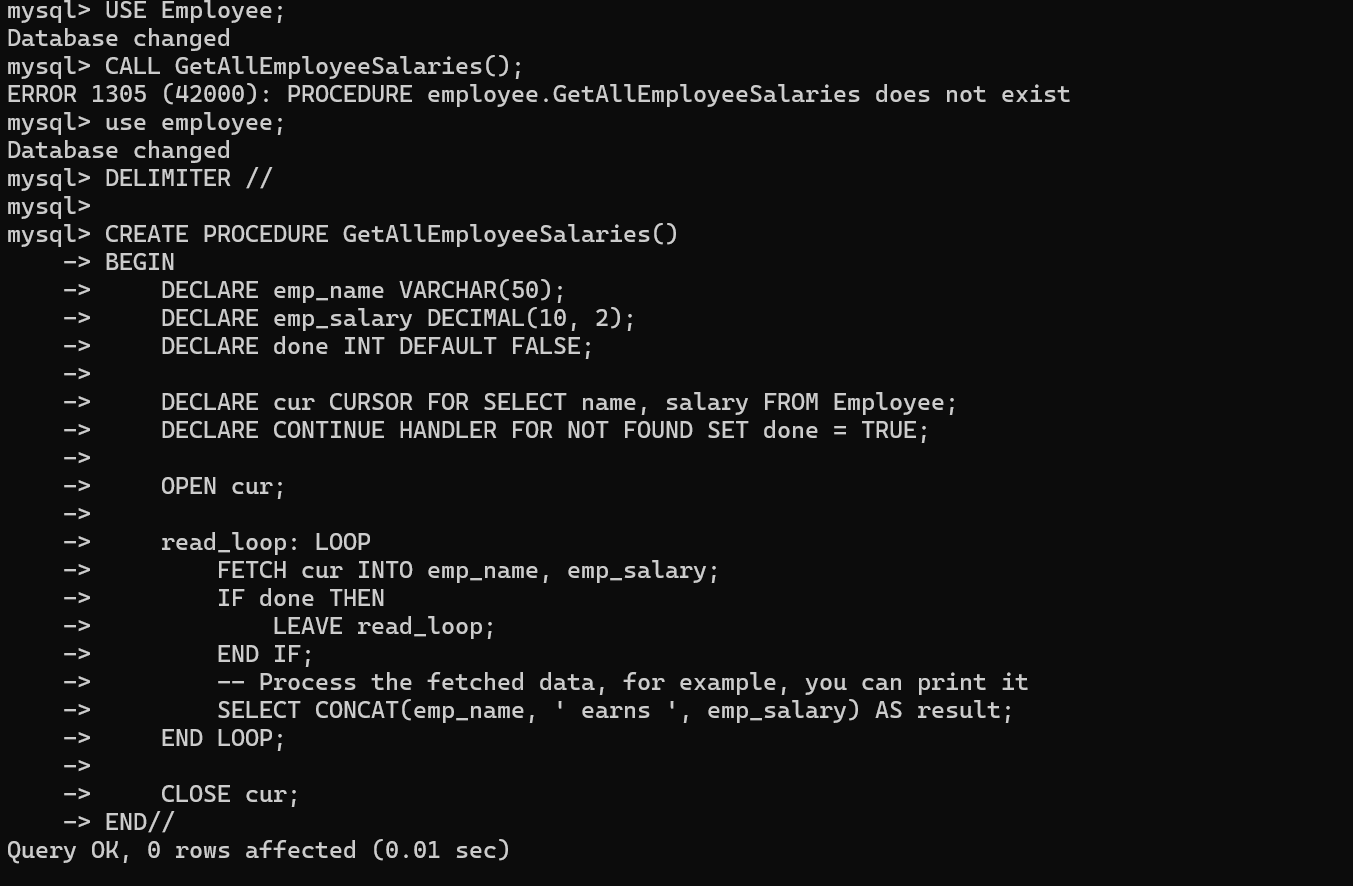 mysql> USE Employee;
Database changed
mysql> CALL GetAllEmployeeSalaries();
ERROR 1305 (42000): PROCEDURE employee.GetAllEmployeeSalaries does not exist
mysql> use employee;
Database changed
mysql> DELIMITER //
mysql>
mysql> CREATE PROCEDURE GetAllEmployeeSalaries()
    -> BEGIN
    ->     DECLARE emp_name VARCHAR(50);
    ->     DECLARE emp_salary DECIMAL(10, 2);
    ->     DECLARE done INT DEFAULT FALSE;
    ->
    ->     DECLARE cur CURSOR FOR SELECT name, salary FROM Employee;
    ->     DECLARE CONTINUE HANDLER FOR NOT FOUND SET done = TRUE;
    ->
    ->     OPEN cur;
    ->
    ->     read_loop: LOOP
    ->         FETCH cur INTO emp_name, emp_salary;
    ->         IF done THEN
    ->             LEAVE read_loop;
    ->         END IF;
    ->         -- Process the fetched data, for example, you can print it
    ->         SELECT CONCAT(emp_name, ' earns ', emp_salary) AS result;
    ->     END LOOP;
    ->
    ->     CLOSE cur;
    -> END//
Query OK, 0 rows affected (0.01 sec)